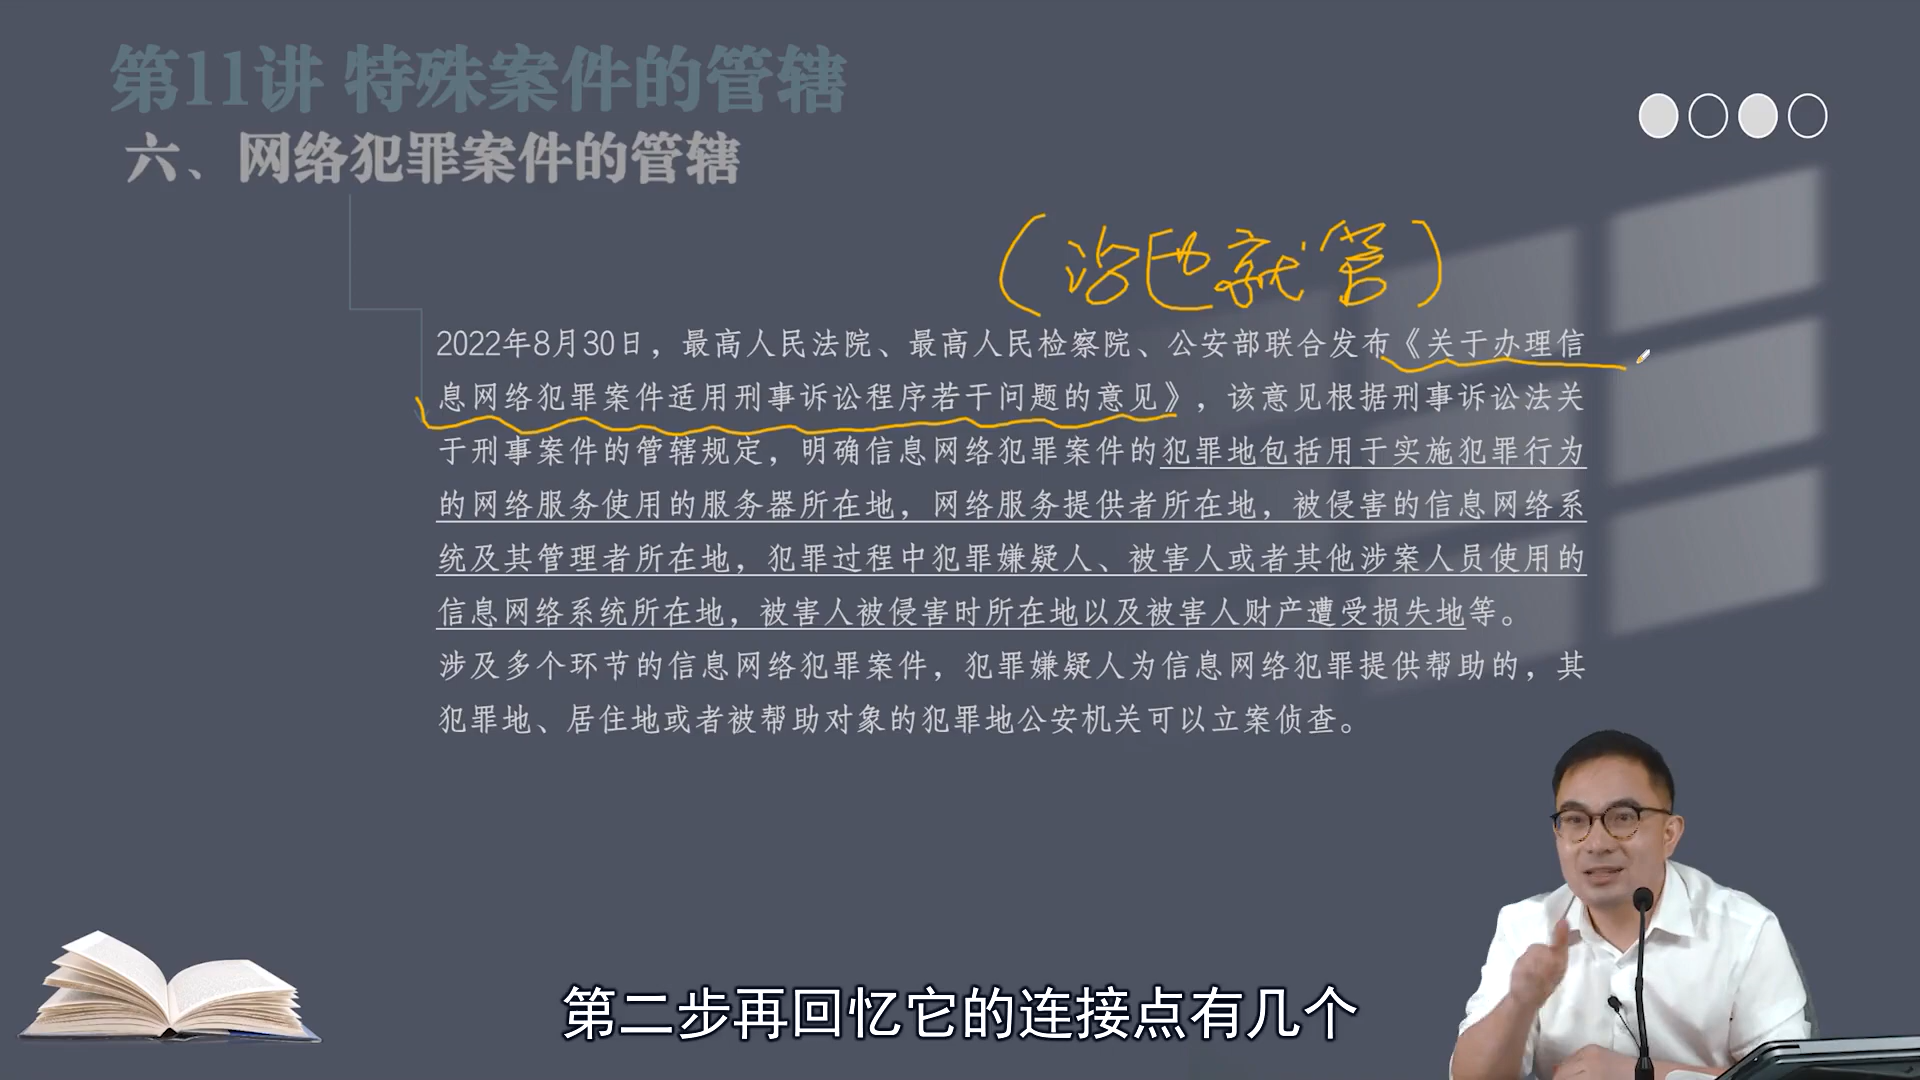 第11讲 特殊案件的管辖
六、网络犯罪案件的管辖
(沿地就管)
2022年8月30日，最高人民法院、最高人民检察院、公安部联合发布《关于办理信
息网络犯罪案件适用刑事诉讼程序若干问题的意见》，该意见根据刑事诉讼法关
于刑事案件的管辖规定，明确信息网络犯罪案件的犯罪地包括用于实施犯罪行为
的网络服务使用的服务器所在地，网络服务提供者所在地，被侵害的信息网络系
统及其管理者所在地，犯罪过程中犯罪嫌疑人、被害人或者其他涉案人员使用的
信息网络系统所在地，被害人被侵害时所在地以及被害人财产遭受损失地等。
涉及多个环节的信息网络犯罪案件，犯罪嫌疑人为信息网络犯罪提供帮助的，其
犯罪地、居住地或者被帮助对象的犯罪地公安机关可以立案侦查。
第二步再回忆它的连接点有几个